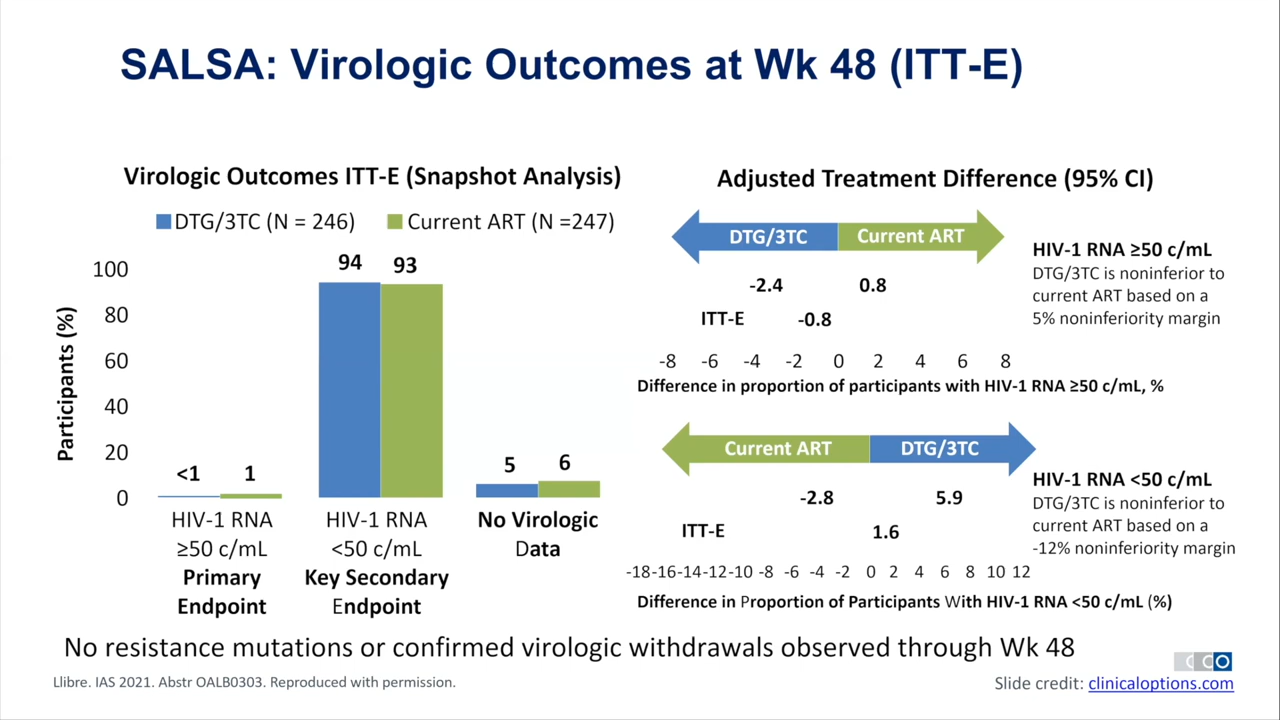 SALSA: Virologic Outcomes at Wk 48 (ITT-E)
Virologic Outcomes ITT-E (Snapshot Analysis)
DTG/3TC (N = 246)
Current ART (N =247)
Participants (%)
100
80
60
40
20
0
<1
1
94
93
5
6
HIV-1 RNA
≥50 c/mL
Primary
Endpoint
HIV-1 RNA
<50 c/mL
Key Secondary
Endpoint
No Virologic
Data
Adjusted Treatment Difference (95% CI)
DTG/3TC
Current ART
-2.4
0.8
ITT-E
-0.8
-8 -6 -4 -2 0 2 4 6 8
Difference in proportion of participants with HIV-1 RNA ≥50 c/mL, %
HIV-1 RNA ≥50 c/mL
DTG/3TC is noninferior to
current ART based on a
5% noninferiority margin
Current ART
DTG/3TC
-2.8
5.9
ITT-E
1.6
-18-16-14-12-10 -8 -6 -4 -2 0 2 4 6 8 10 12
Difference in Proportion of Participants With HIV-1 RNA <50 c/mL (%)
HIV-1 RNA <50 c/mL
DTG/3TC is noninferior to
current ART based on a
-12% noninferiority margin
No resistance mutations or confirmed virologic withdrawals observed through Wk 48
CCO
Llibre. IAS 2021. Abstr OALB0303. Reproduced with permission.
Slide credit: clinicaloptions.com